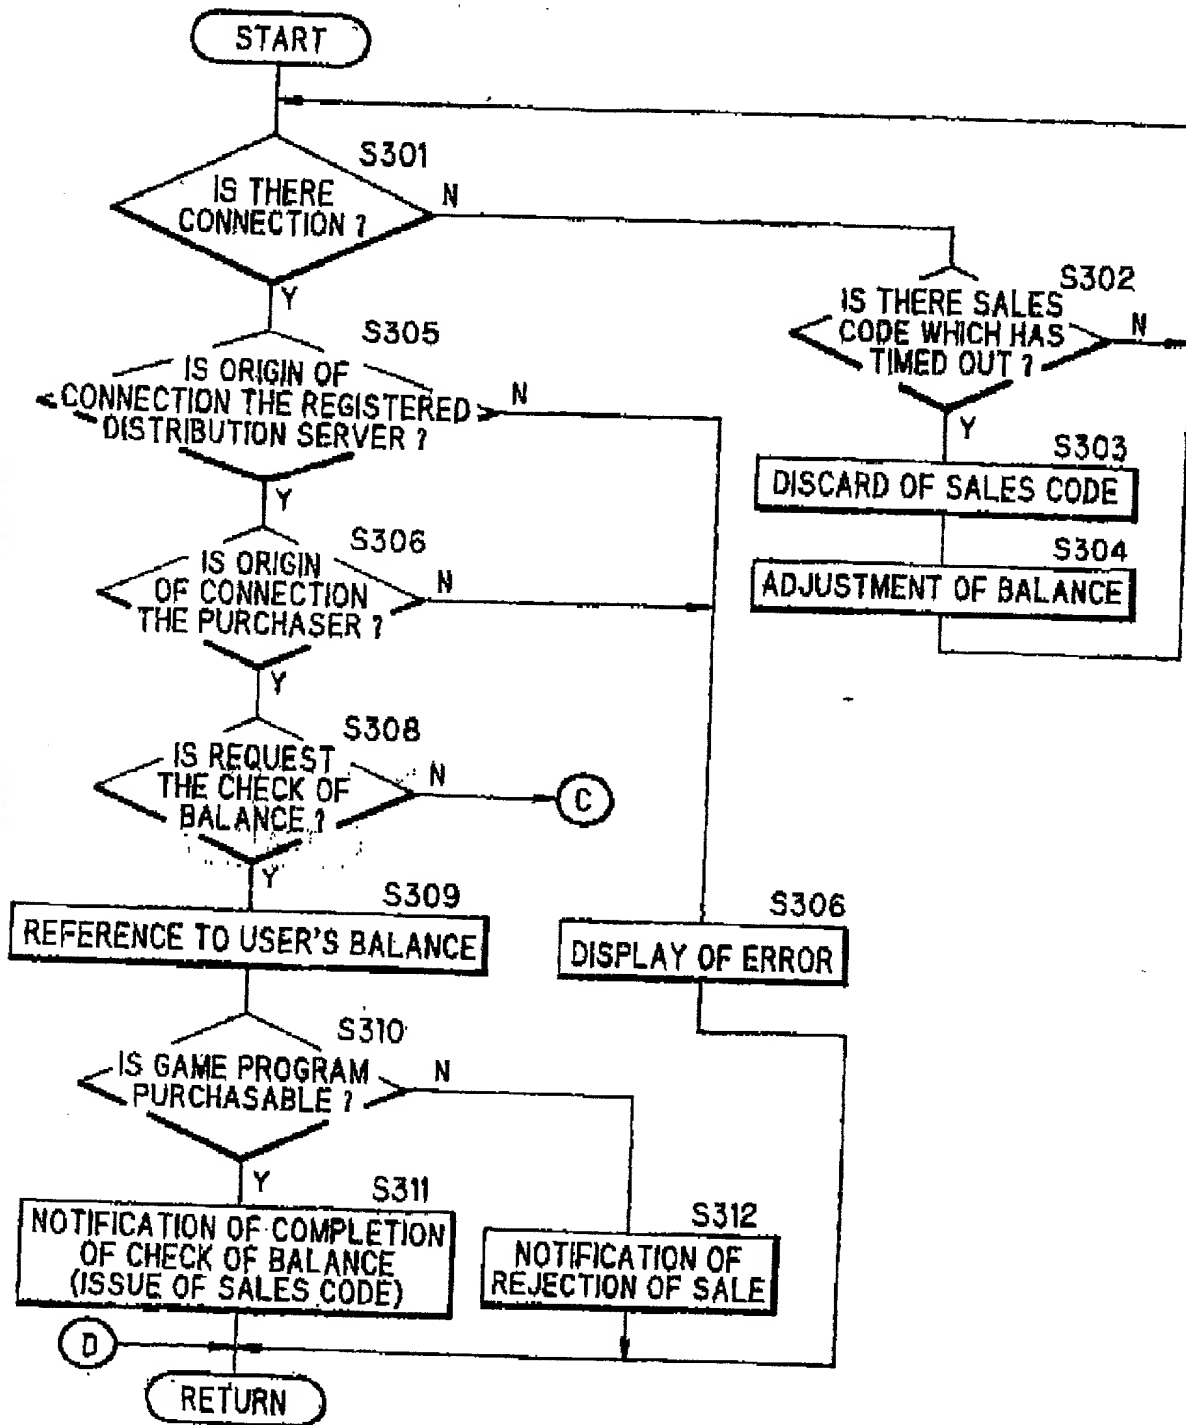 START
S301
IS THERE
CONNECTION ?
N
Y
S302
IS THERE SALES
CODE WHICH HAS
TIMED OUT ?
N
Y
S303
DISCARD OF SALES CODE
S304
ADJUSTMENT OF BALANCE
S305
IS ORIGIN OF
CONNECTION THE REGISTERED
DISTRIBUTION SERVER ?
N
Y
S306
IS ORIGIN
OF CONNECTION
THE PURCHASER ?
N
Y
S308
IS REQUEST
THE CHECK OF
BALANCE ?
N
C
Y
S309
REFERENCE TO USER'S BALANCE
S306
DISPLAY OF ERROR
S310
IS GAME PROGRAM
PURCHASABLE ?
N
Y
S311
NOTIFICATION OF COMPLETION
OF CHECK OF BALANCE
(ISSUE OF SALES CODE)
S312
NOTIFICATION OF
REJECTION OF SALE
D
RETURN